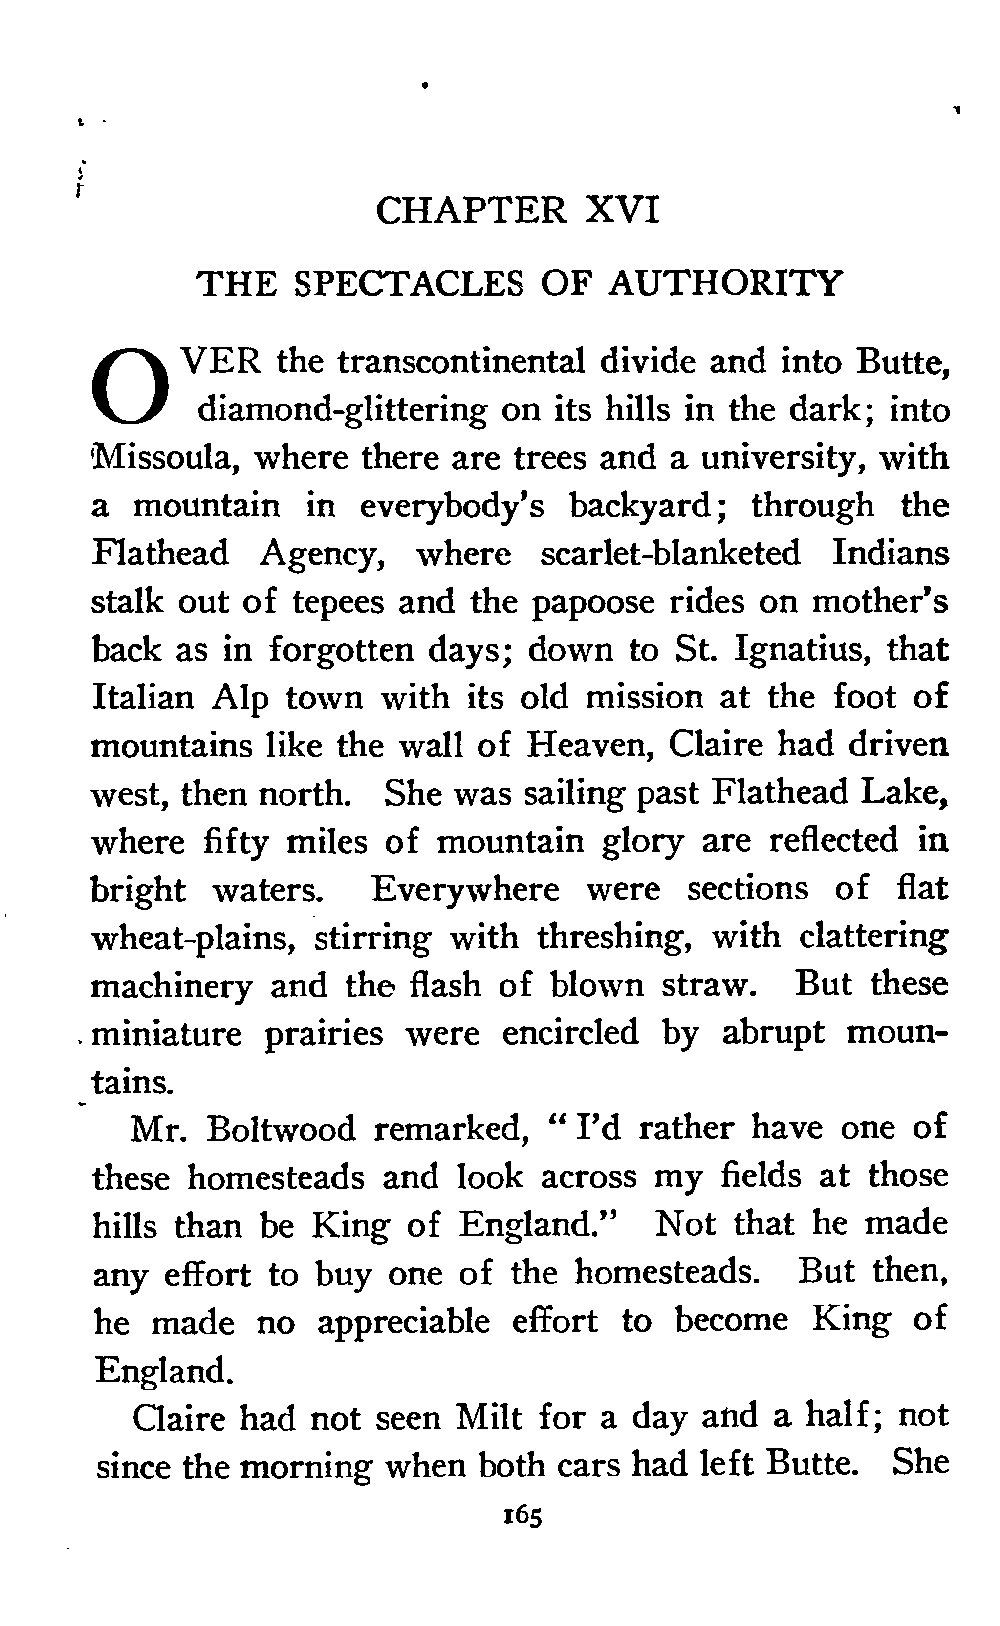 CHAPTER XVI
THE SPECTACLES OF AUTHORITY
OVER the transcontinental divide and into Butte,
diamond-glittering on its hills in the dark; into
Missoula, where there are trees and a university, with
a mountain in everybody's backyard; through the
Flathead Agency, where scarlet-blanketed Indians
stalk out of tepees and the papoose rides on mother's
back as in forgotten days; down to St. Ignatius, that
Italian Alp town with its old mission at the foot of
mountains like the wall of Heaven, Claire had driven
west, then north. She was sailing past Flathead Lake,
where fifty miles of mountain glory are reflected in
bright waters. Everywhere were sections of flat
wheat-plains, stirring with threshing, with clattering
machinery and the flash of blown straw. But these
miniature prairies were encircled by abrupt moun-
tains.
Mr. Boltwood remarked, " I'd rather have one of
these homesteads and look across my fields at those
hills than be King of England." Not that he made
any effort to buy one of the homesteads. But then,
he made no appreciable effort to become King of
England.
Claire had not seen Milt for a day and a half; not
since the morning when both cars had left Butte. She
165